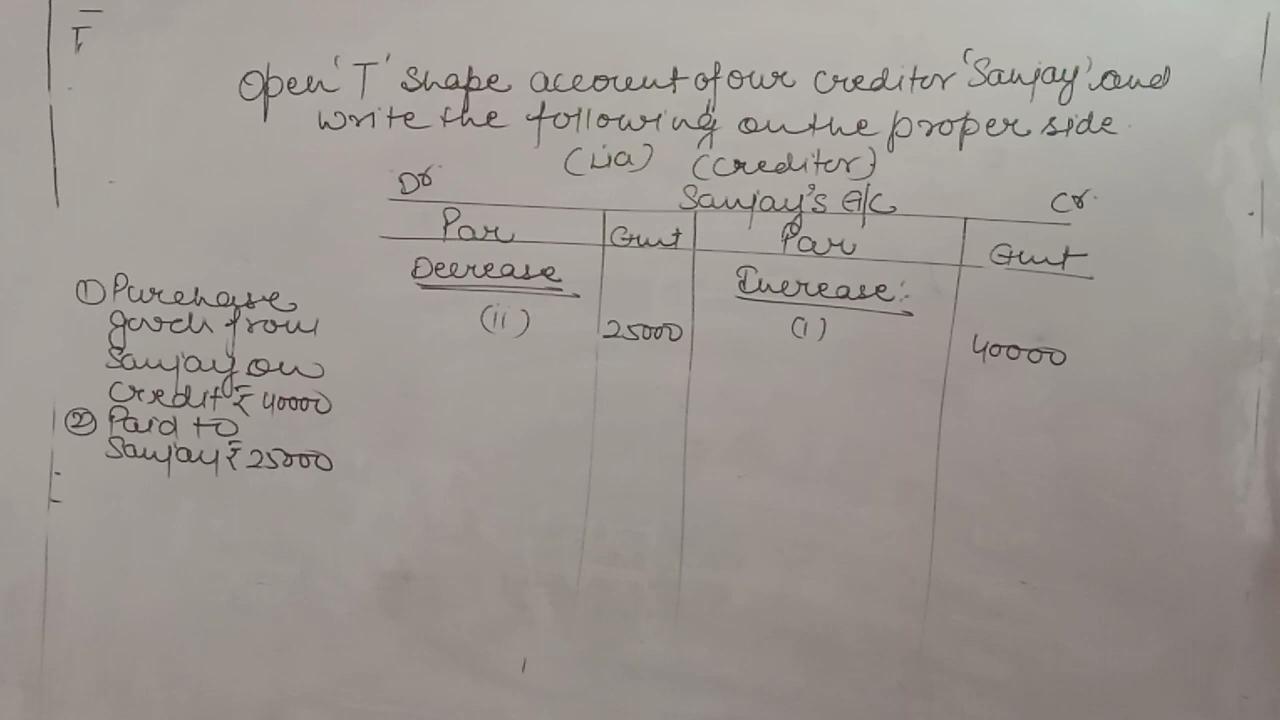 Open 'T' shape account of our creditor 'Sanjay' and
write the following on the proper side.
(Lia) (Creditor)
Dr Sanjay's A/C Cr.
Par Amt Par Amt
Decrease Increase:
① Purchase
goods from
Sanjay on
Credit ₹ 40000
② Paid to
Sanjay ₹ 25000
(ii) 25000 (i) 40000